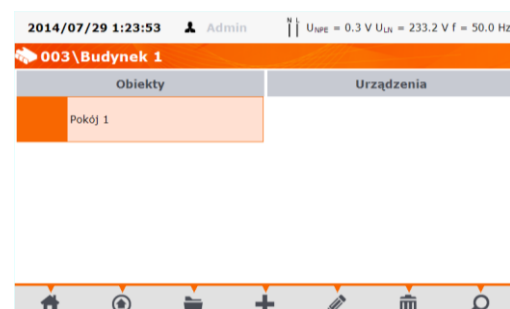 2014/07/29 1:23:53 Admin N L UNPE = 0.3 V ULN = 233.2 V f = 50.0 Hz
003\Budynek 1
Obiekty Urządzenia
Pokój 1